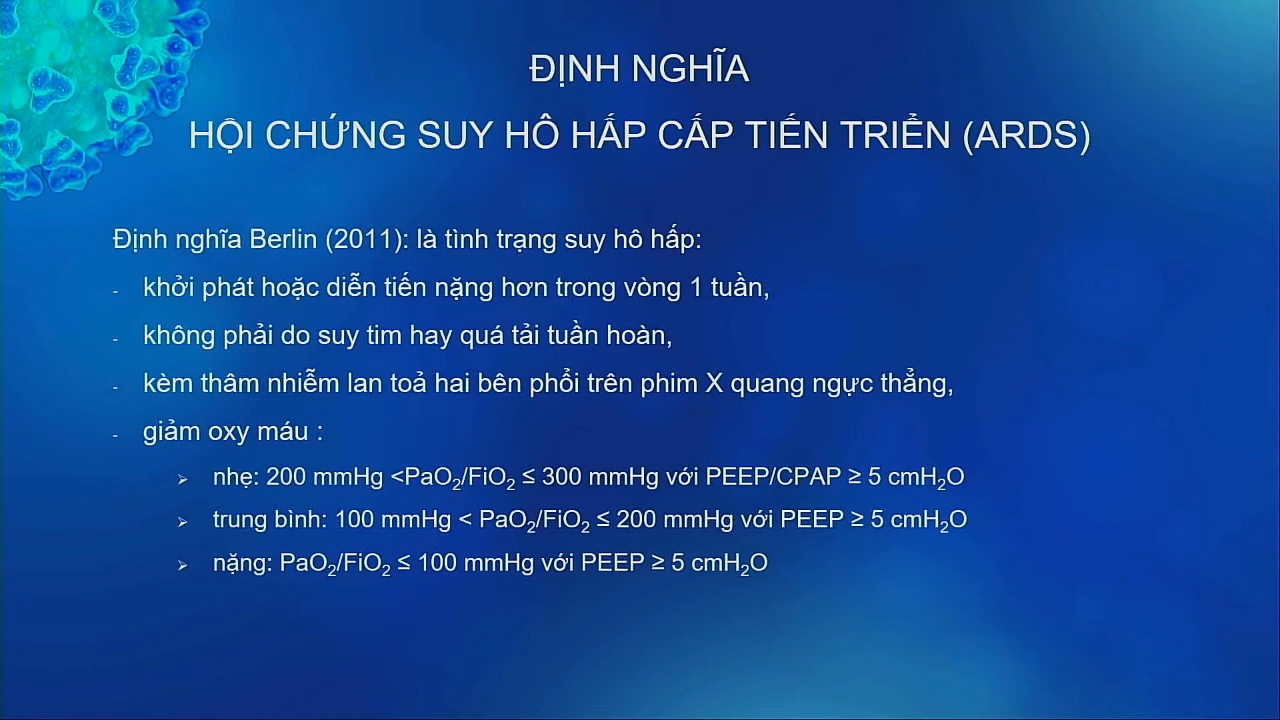 ĐỊNH NGHĨA
HỘI CHỨNG SUY HÔ HẤP CẤP TIẾN TRIỂN (ARDS)
Định nghĩa Berlin (2011): là tình trạng suy hô hấp:
- khởi phát hoặc diễn tiến nặng hơn trong vòng 1 tuần,
- không phải do suy tim hay quá tải tuần hoàn,
- kèm thâm nhiễm lan toả hai bên phổi trên phim X quang ngực thẳng,
- giảm oxy máu :
➢ nhẹ: 200 mmHg <PaO₂/FiO₂ ≤ 300 mmHg với PEEP/CPAP ≥ 5 cmH₂O
➢ trung bình: 100 mmHg < PaO₂/FiO₂ ≤ 200 mmHg với PEEP ≥ 5 cmH₂O
➢ nặng: PaO₂/FiO₂ ≤ 100 mmHg với PEEP ≥ 5 cmH₂O